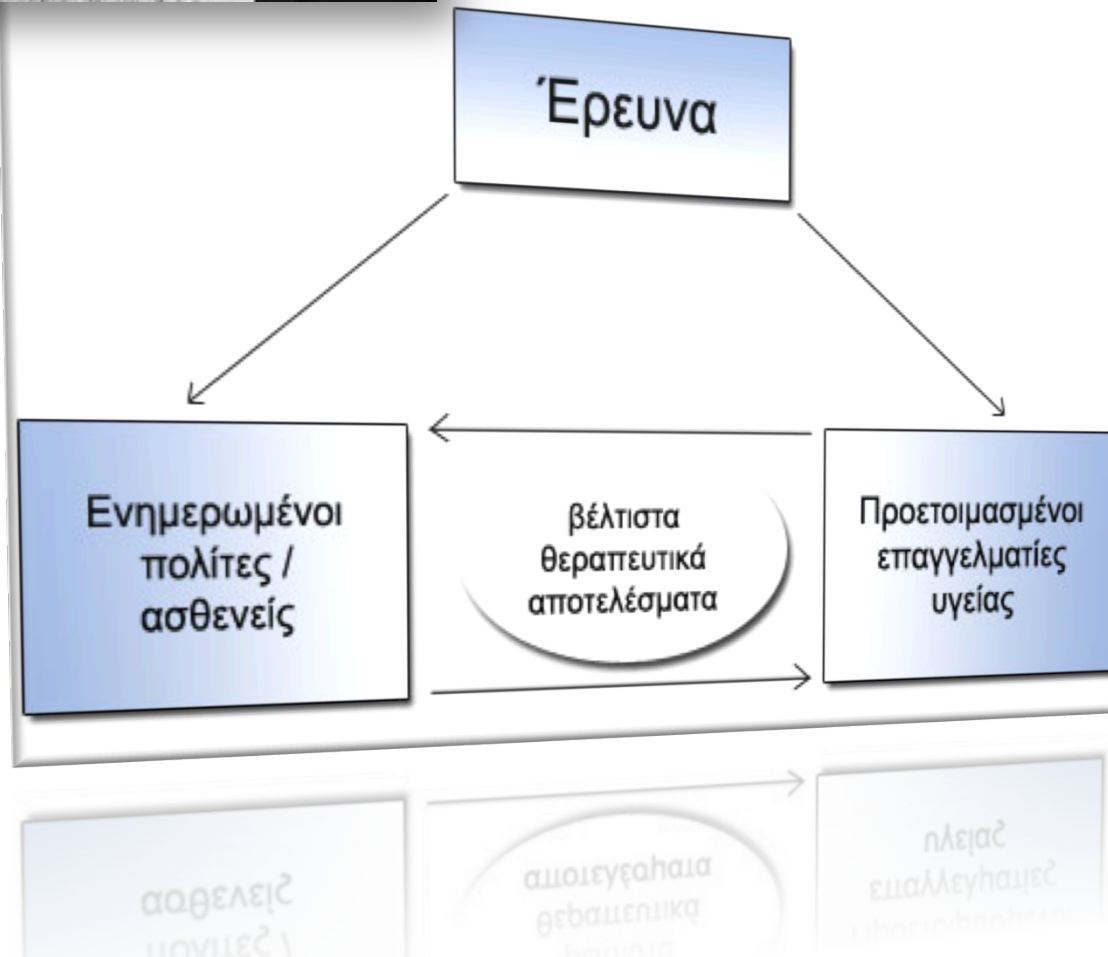 Έρευνα
Ενημερωμένοι
πολίτες /
ασθενείς
βέλτιστα
θεραπευτικά
αποτελέσματα
Προετοιμασμένοι
επαγγελματίες
υγείας